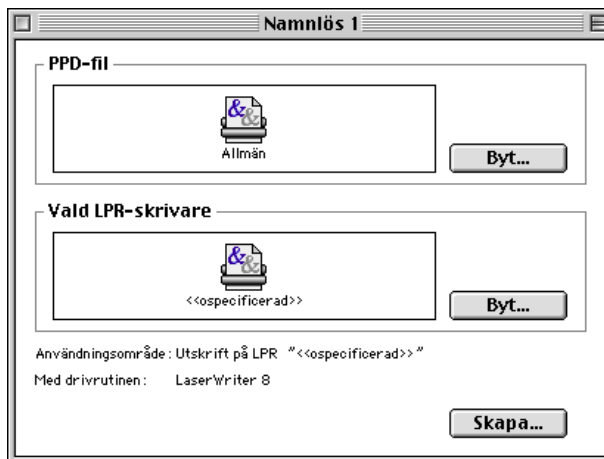 Namnlös 1
PPD-fil
Allmän
Byt...
Vald LPR-skrivare
<<ospecificerad>>
Byt...
Användningsområde: Utskrift på LPR "<<ospecificerad>>"
Med drivrutinen: LaserWriter 8
Skapa...